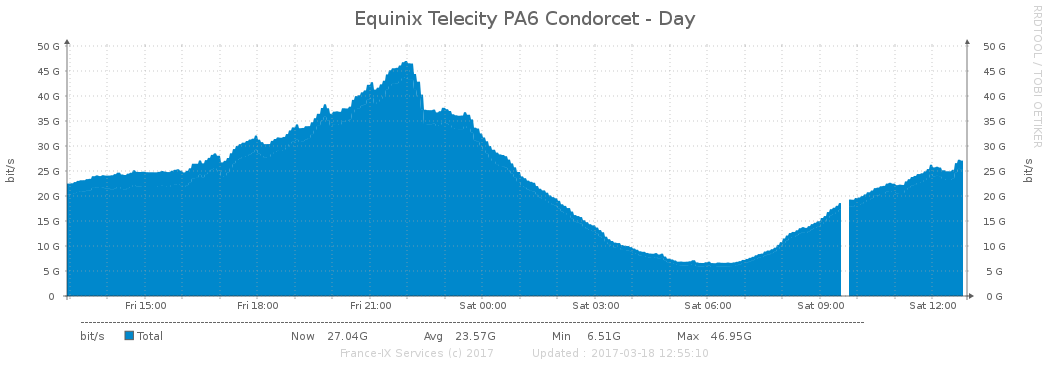 Equinix Telecity PA6 Condorcet - Day
RRDTOOL / TOBI OETIKER
50 G 50 G
45 G 45 G
40 G 40 G
35 G 35 G
30 G 30 G
25 G 25 G
20 G 20 G
15 G 15 G
10 G 10 G
5 G 5 G
0 0 G
bit/s bit/s
Fri 15:00 Fri 18:00 Fri 21:00 Sat 00:00 Sat 03:00 Sat 06:00 Sat 09:00 Sat 12:00
bit/s Total Now 27.04G Avg 23.57G Min 6.51G Max 46.95G
France-IX Services (c) 2017 Updated : 2017-03-18 12:55:10